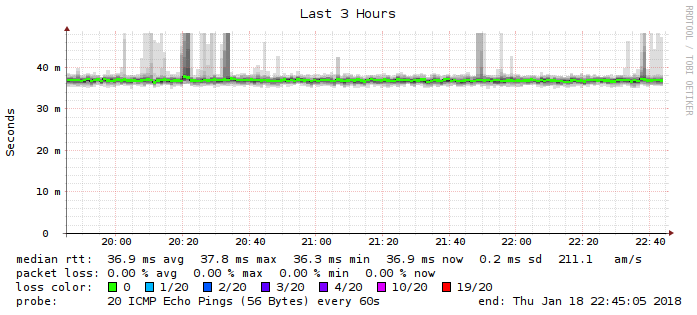 Last 3 Hours
RRDTOOL / TOBI OETIKER
Seconds
40 m
30 m
20 m
10 m
0
20:00 20:20 20:40 21:00 21:20 21:40 22:00 22:20 22:40
median rtt: 36.9 ms avg 37.8 ms max 36.3 ms min 36.9 ms now 0.2 ms sd 211.1 am/s
packet loss: 0.00 % avg 0.00 % max 0.00 % min 0.00 % now
loss color: 0 1/20 2/20 3/20 4/20 10/20 19/20
probe: 20 ICMP Echo Pings (56 Bytes) every 60s end: Thu Jan 18 22:45:05 2018